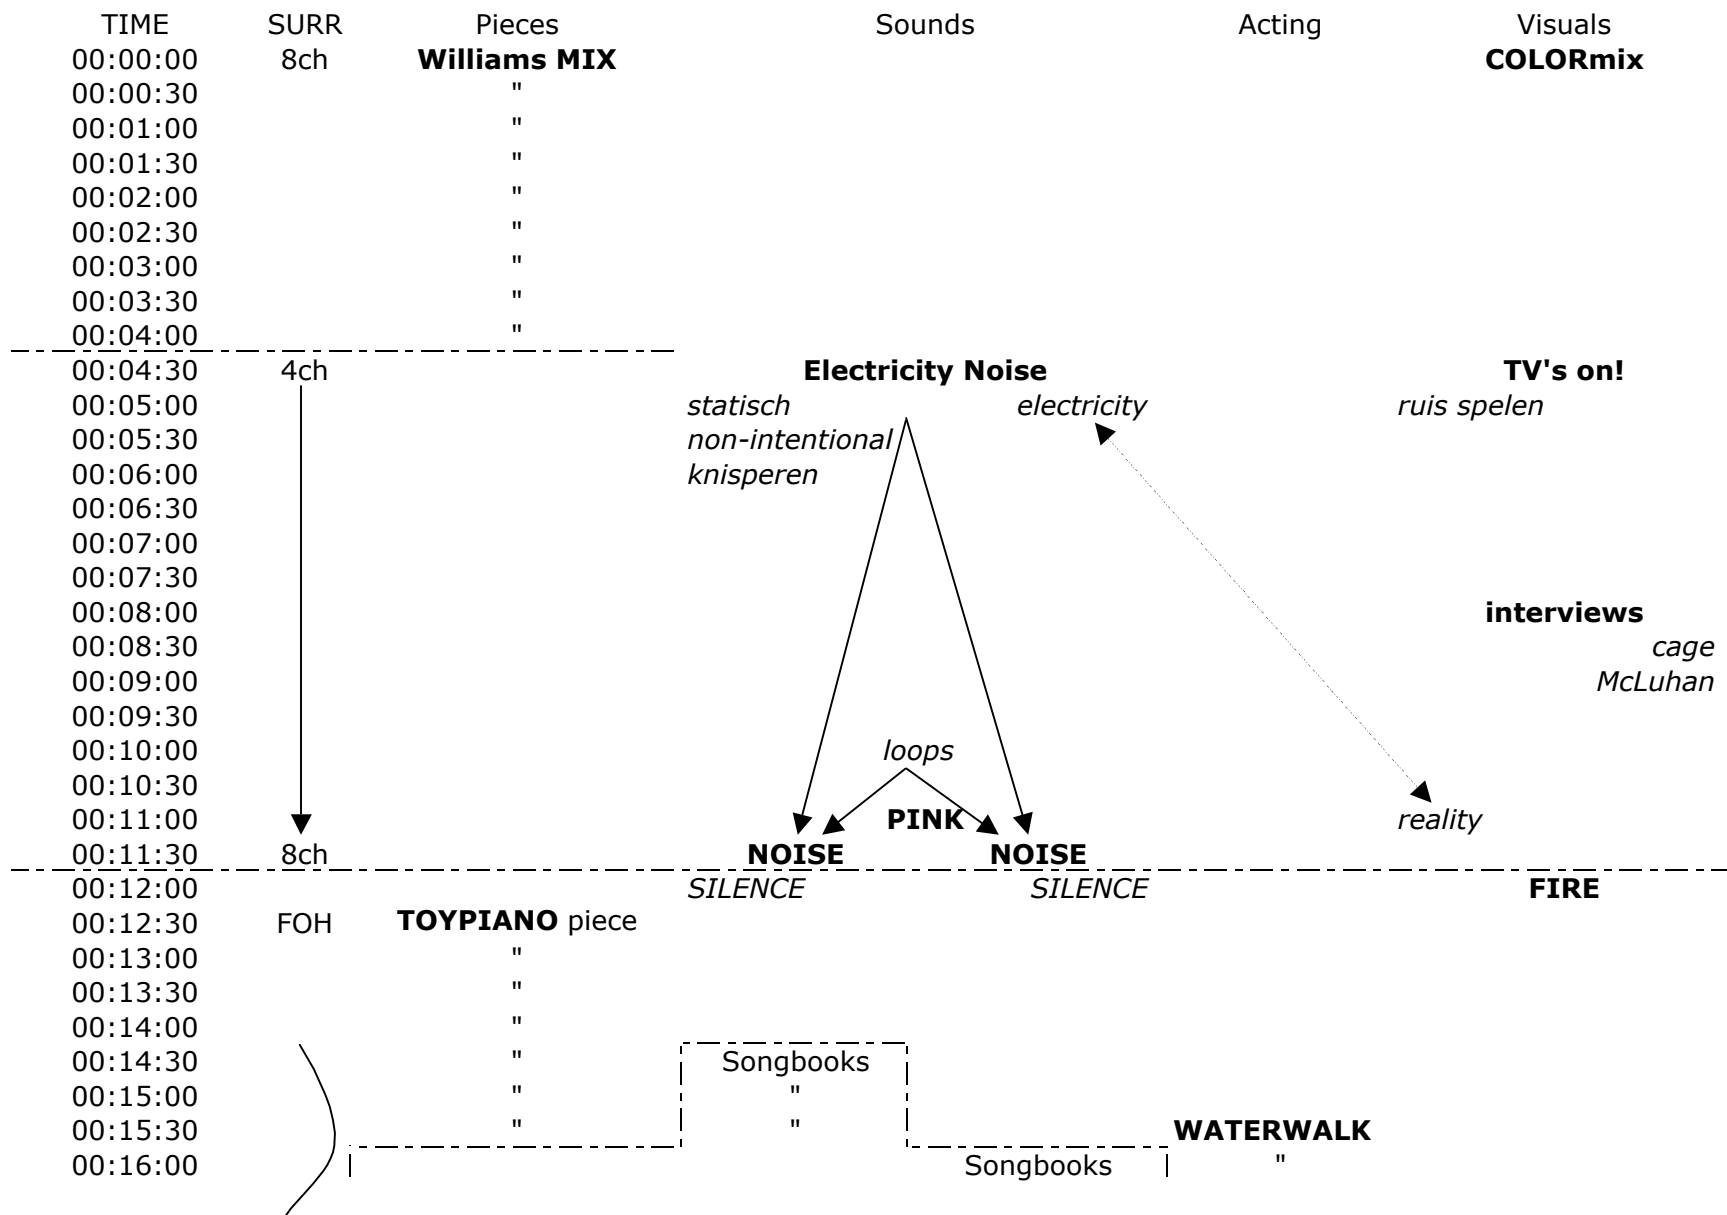 TIME SURR Pieces Sounds Acting Visuals
00:00:00 8ch Williams MIX COLORmix
00:00:30 "
00:01:00 "
00:01:30 "
00:02:00 "
00:02:30 "
00:03:00 "
00:03:30 "
00:04:00 "
00:04:30 4ch Electricity Noise TV's on!
00:05:00 statisch electricity ruis spelen
00:05:30 non-intentional
00:06:00 knisperen
00:06:30
00:07:00
00:07:30
00:08:00 interviews
00:08:30 cage
00:09:00 McLuhan
00:09:30
00:10:00 loops
00:10:30
00:11:00 PINK reality
00:11:30 8ch NOISE NOISE
00:12:00 SILENCE SILENCE FIRE
00:12:30 FOH TOYPIANO piece
00:13:00 "
00:13:30 "
00:14:00 "
00:14:30 " Songbooks
00:15:00 " "
00:15:30 " " WATERWALK
00:16:00 Songbooks "